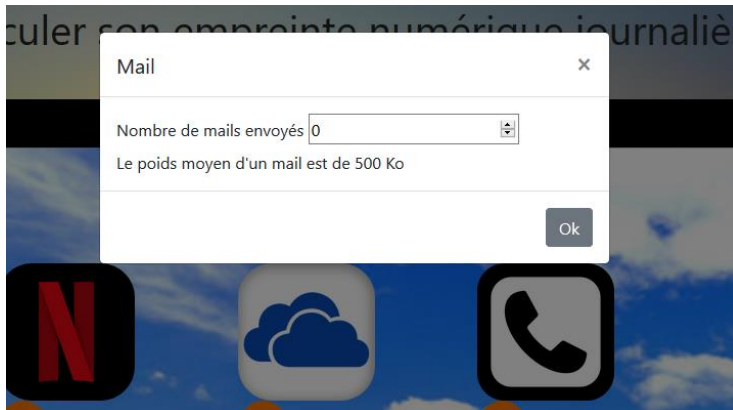 culer son empreinte numérique journaliè
Mail
×
Nombre de mails envoyés 0
Le poids moyen d'un mail est de 500 Ko
Ok